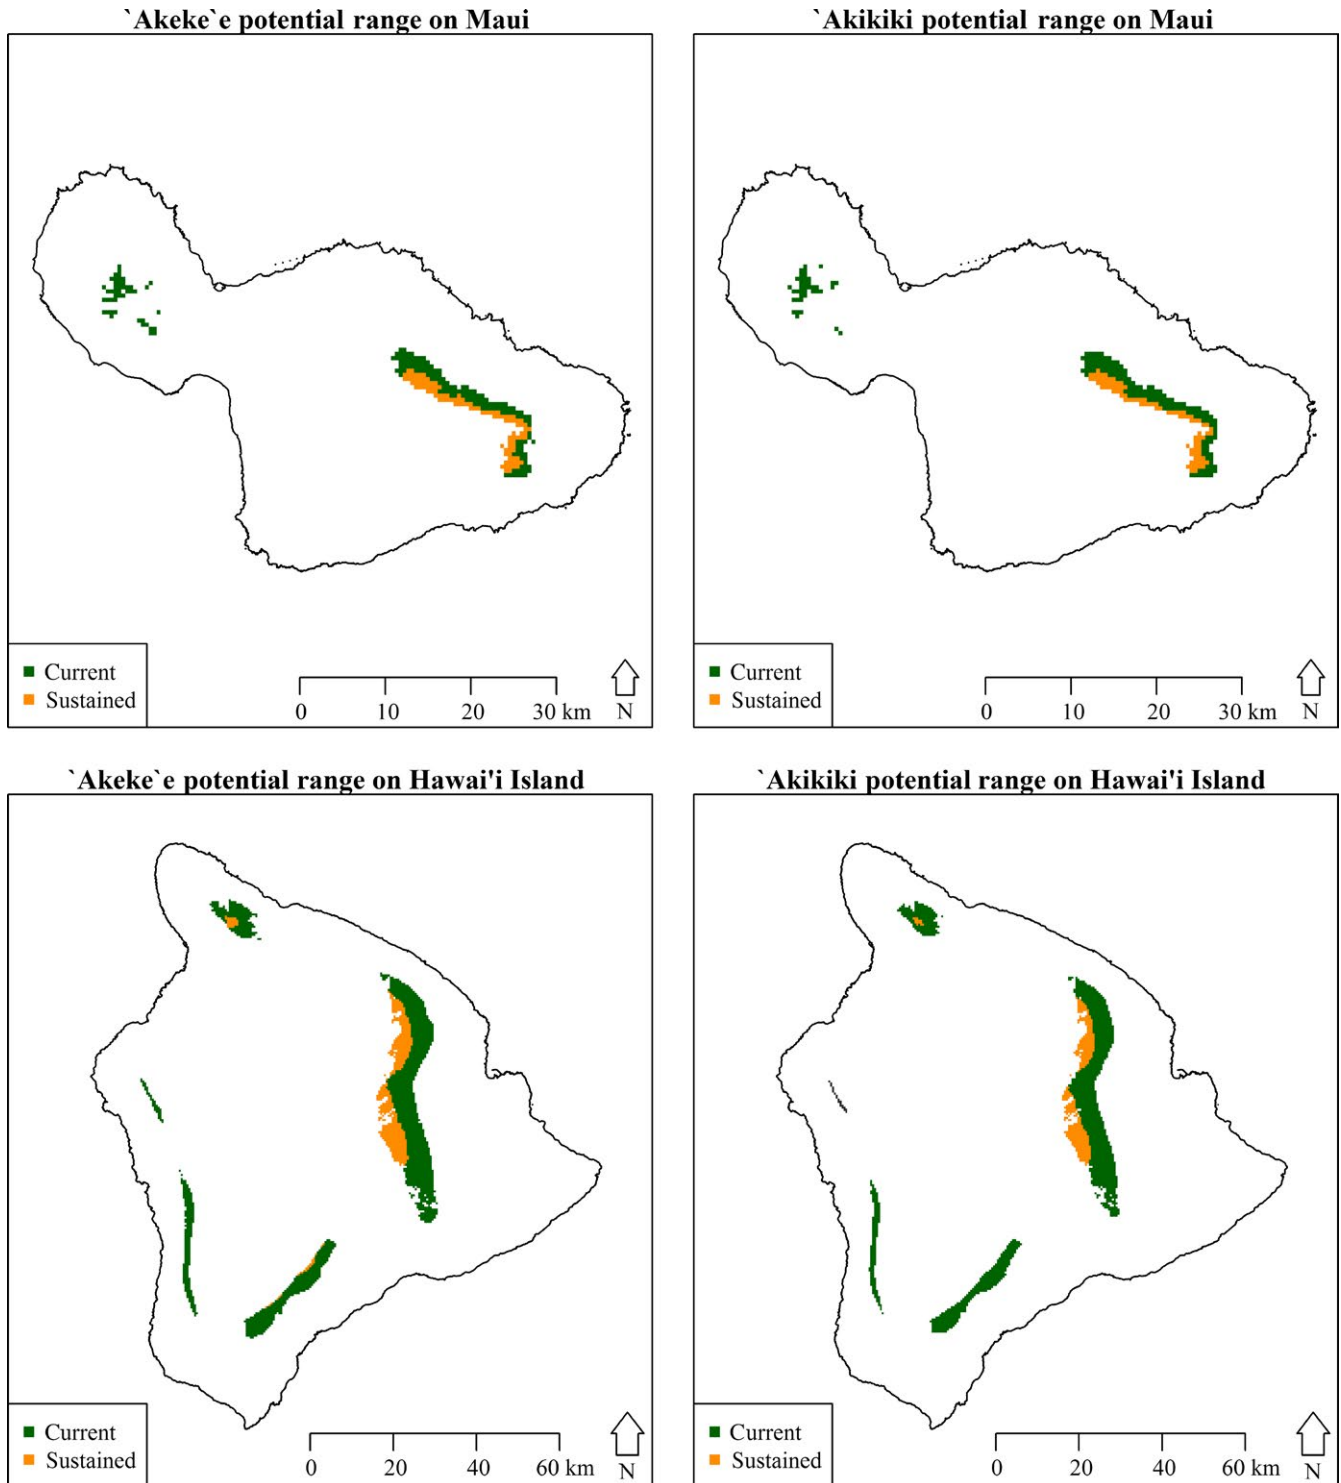 `Akeke`e potential range on Maui
Current
Sustained
0 10 20 30 km
N
`Akikiki potential range on Maui
Current
Sustained
0 10 20 30 km
N
`Akeke`e potential range on Hawai'i Island
Current
Sustained
0 20 40 60 km
N
`Akikiki potential range on Hawai'i Island
Current
Sustained
0 20 40 60 km
N